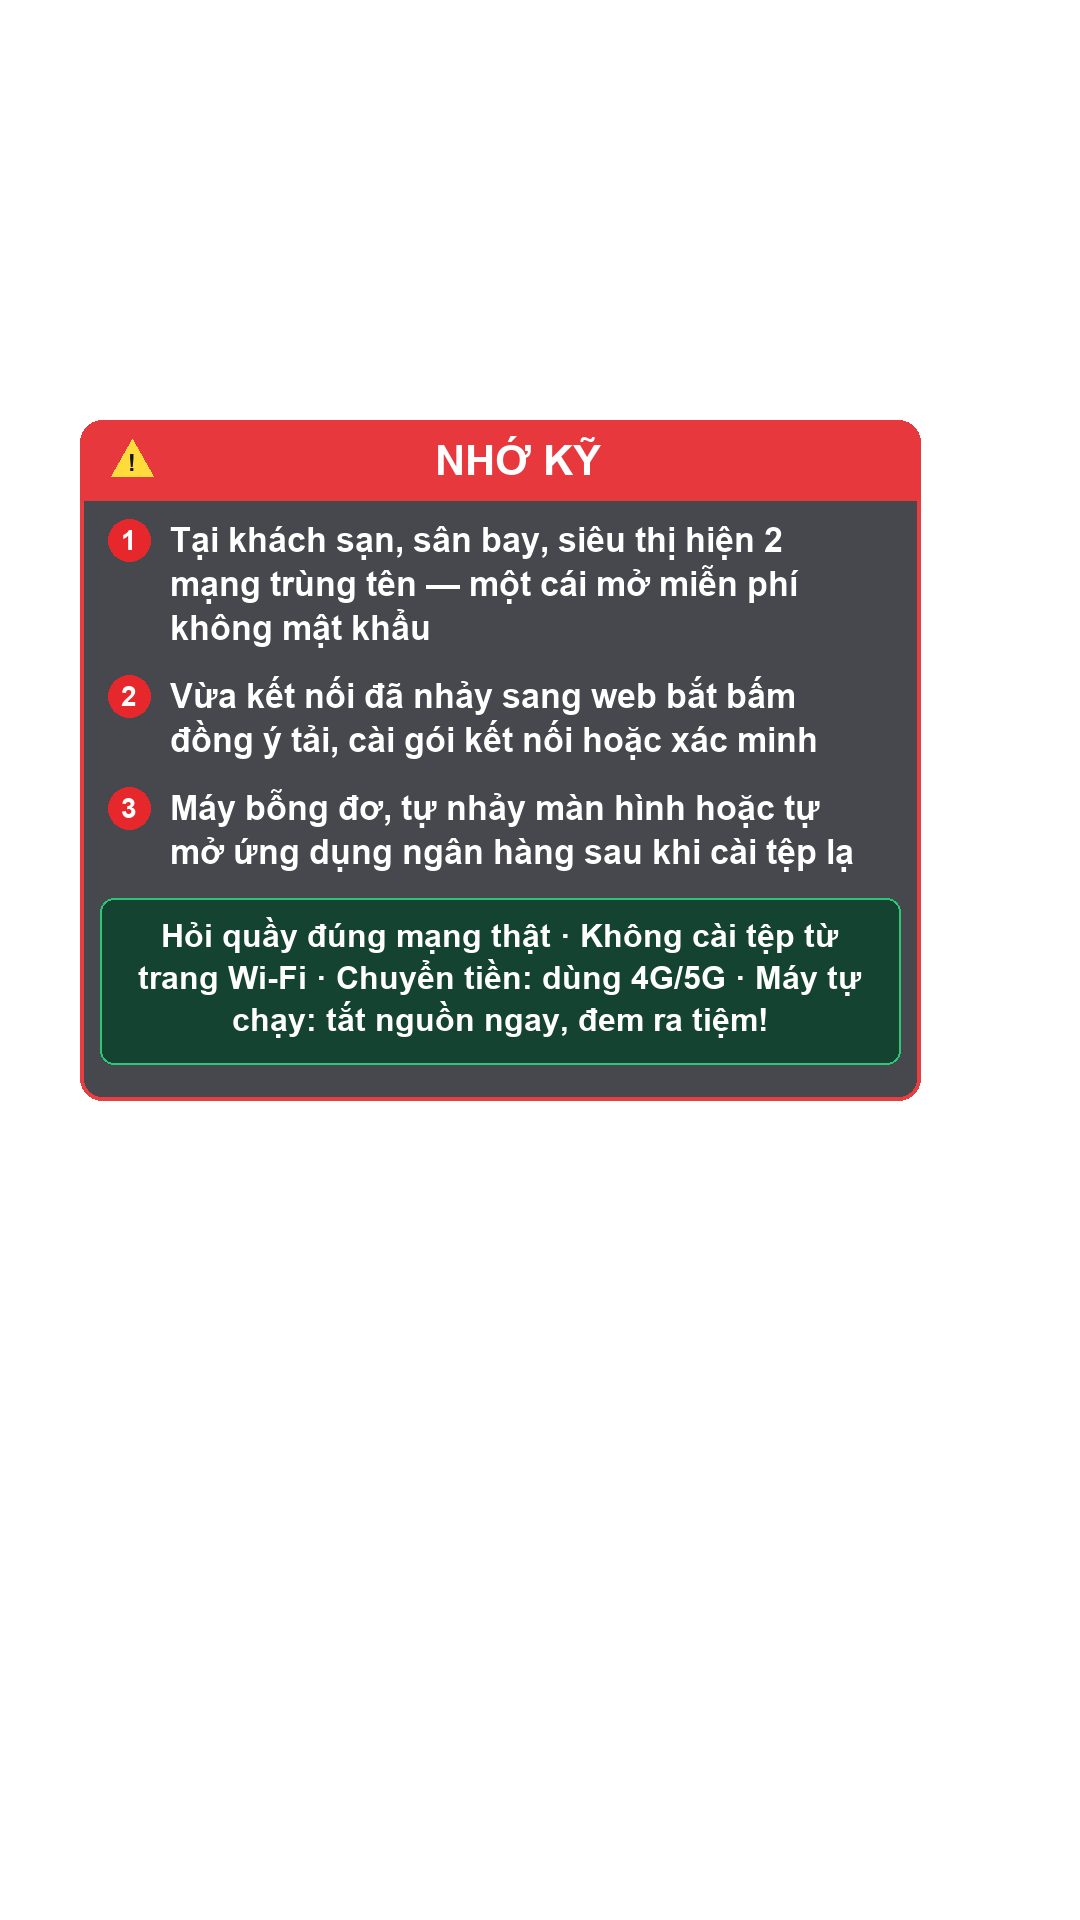 !
NHỚ KỸ
1 Tại khách sạn, sân bay, siêu thị hiện 2
mạng trùng tên — một cái mở miễn phí
không mật khẩu
2 Vừa kết nối đã nhảy sang web bắt bấm
đồng ý tải, cài gói kết nối hoặc xác minh
3 Máy bỗng đơ, tự nhảy màn hình hoặc tự
mở ứng dụng ngân hàng sau khi cài tệp lạ
Hỏi quầy đúng mạng thật · Không cài tệp từ
trang Wi-Fi · Chuyển tiền: dùng 4G/5G · Máy tự
chạy: tắt nguồn ngay, đem ra tiệm!